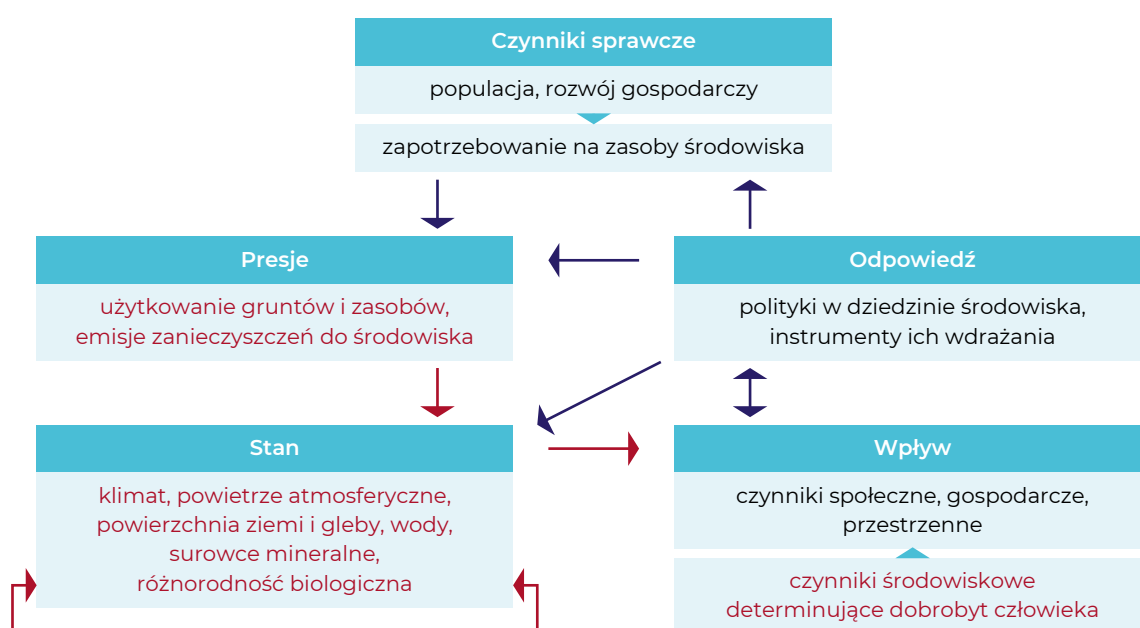 Czynniki sprawcze
populacja, rozwój gospodarczy
zapotrzebowanie na zasoby środowiska
Presje
użytkowanie gruntów i zasobów,
emisje zanieczyszczeń do środowiska
Odpowiedź
polityki w dziedzinie środowiska,
instrumenty ich wdrażania
Stan
klimat, powietrze atmosferyczne,
powierzchnia ziemi i gleby, wody,
surowce mineralne,
różnorodność biologiczna
Wpływ
czynniki społeczne, gospodarcze,
przestrzenne
czynniki środowiskowe
determinujące dobrobyt człowieka